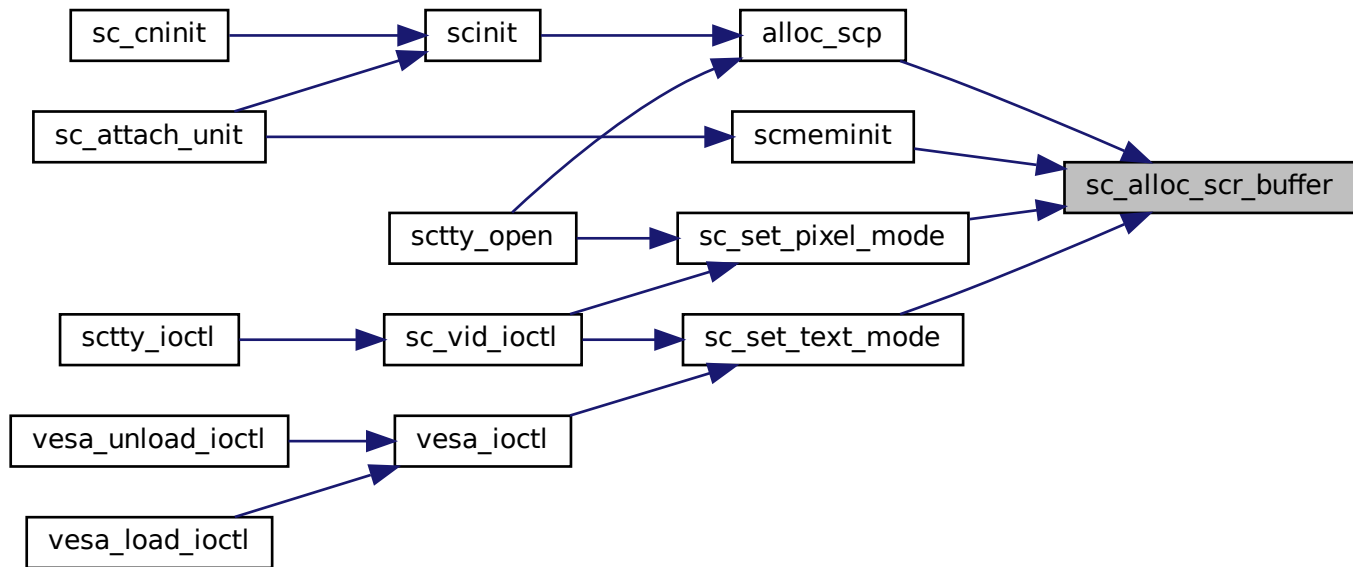 sc_cninit
scinit
alloc_scp
sc_attach_unit
scmeminit
sc_alloc_scr_buffer
sctty_open
sc_set_pixel_mode
sctty_ioctl
sc_vid_ioctl
sc_set_text_mode
vesa_unload_ioctl
vesa_ioctl
vesa_load_ioctl